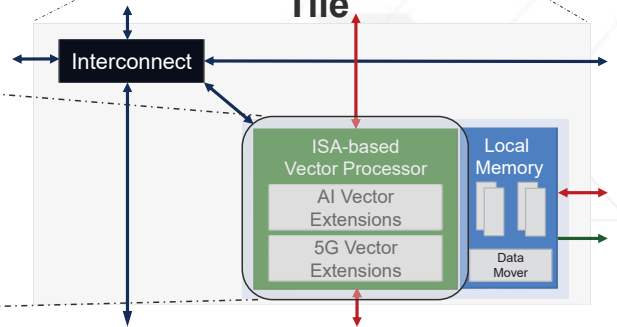 Tile
Interconnect
ISA-based
Vector Processor
AI Vector
Extensions
5G Vector
Extensions
Local
Memory
Data
Mover